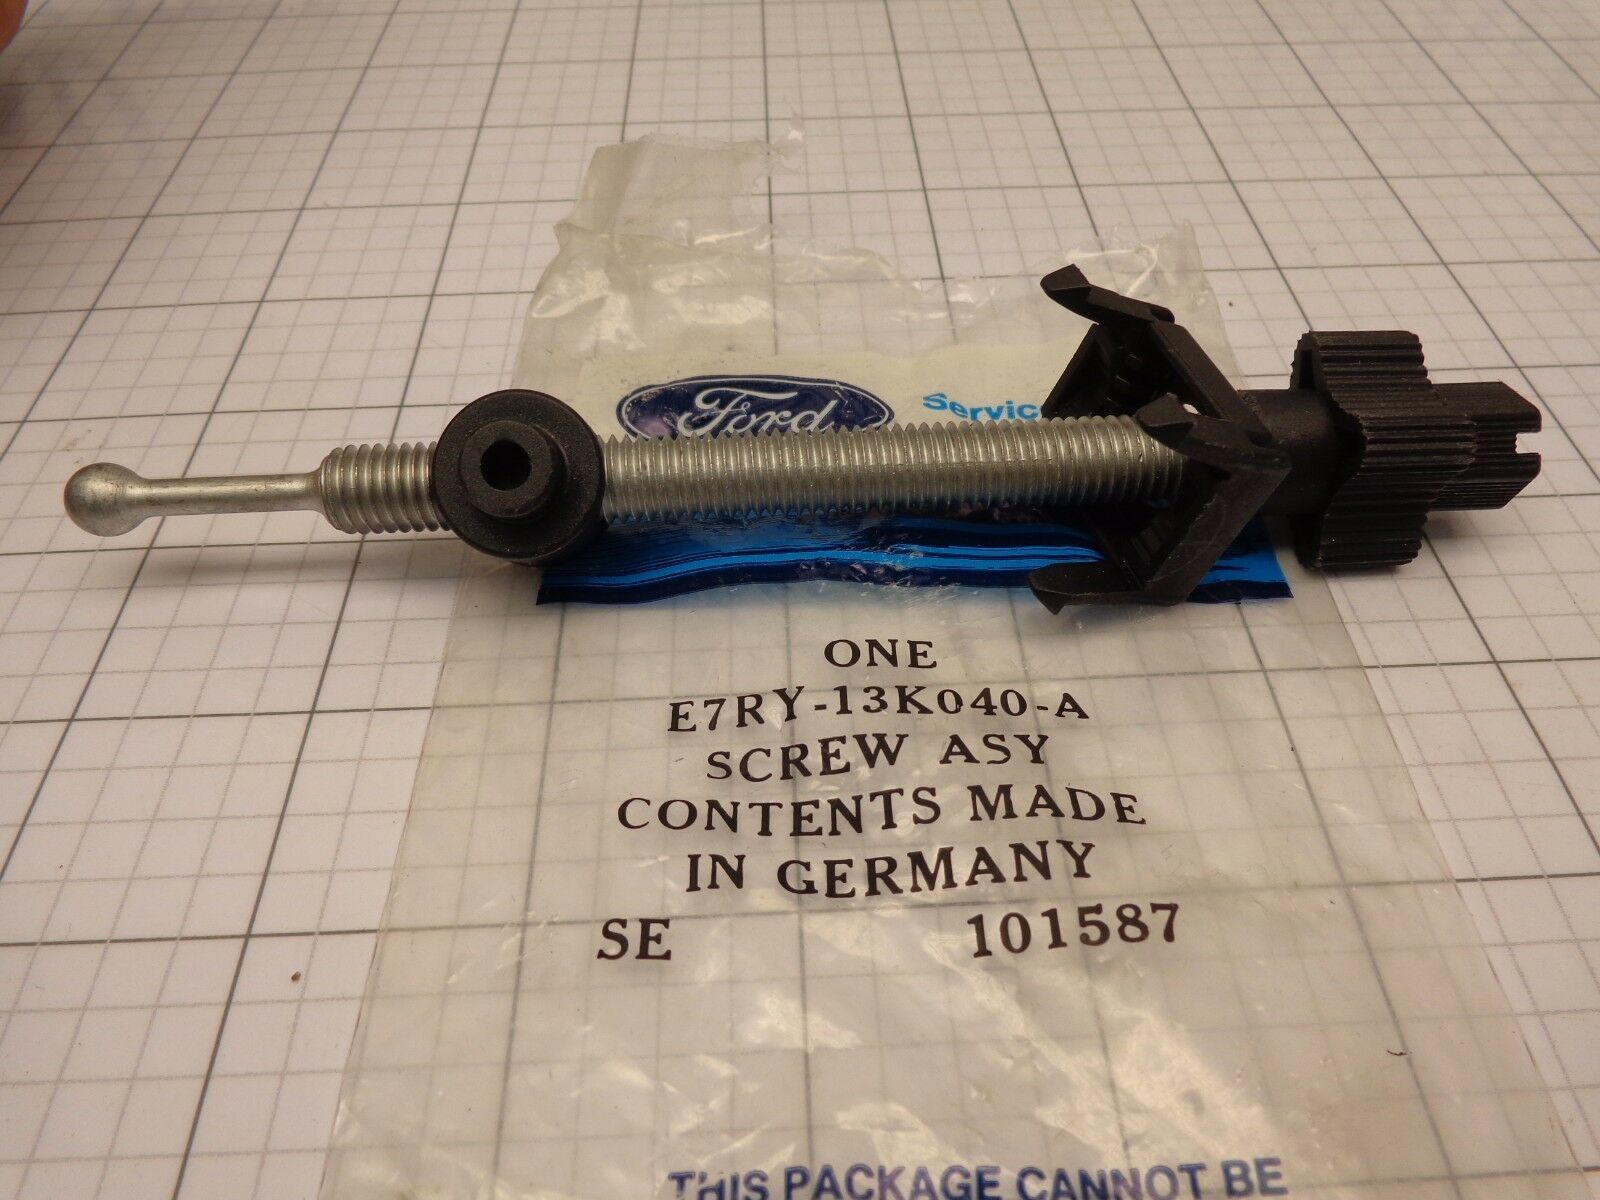 Ford
Servic
ONE
E7RY-13K040-A
SCREW ASY
CONTENTS MADE
IN GERMANY
SE 101587
THIS PACKAGE CANNOT BE